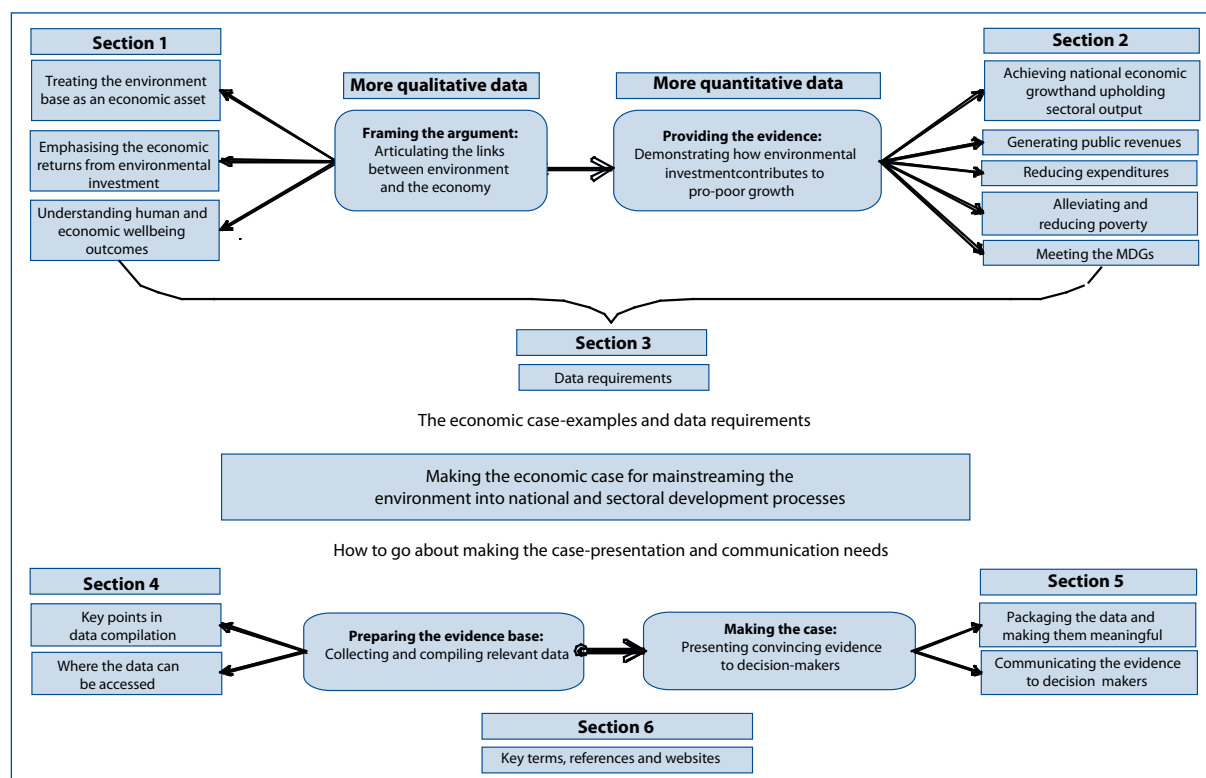 Section 1
Treating the environment
base as an economic asset
Emphasising the economic
returns from environmental
investment
Understanding human and
economic wellbeing
outcomes
More qualitative data
Framing the argument:
Articulating the links
between environment
and the economy
More quantitative data
Providing the evidence:
Demonstrating how environmental
investmentcontributes to
pro-poor growth
Section 2
Achieving national economic
growthand upholding
sectoral output
Generating public revenues
Reducing expenditures
Alleviating and
reducing poverty
Meeting the MDGs
Section 3
Data requirements
The economic case-examples and data requirements
Making the economic case for mainstreaming the
environment into national and sectoral development processes
How to go about making the case-presentation and communication needs
Section 4
Key points in
data compilation
Where the data can
be accessed
Preparing the evidence base:
Collecting and compiling relevant data
Making the case:
Presenting convincing evidence
to decision-makers
Section 5
Packaging the data and
making them meaningful
Communicating the evidence
to decision makers
Section 6
Key terms, references and websites